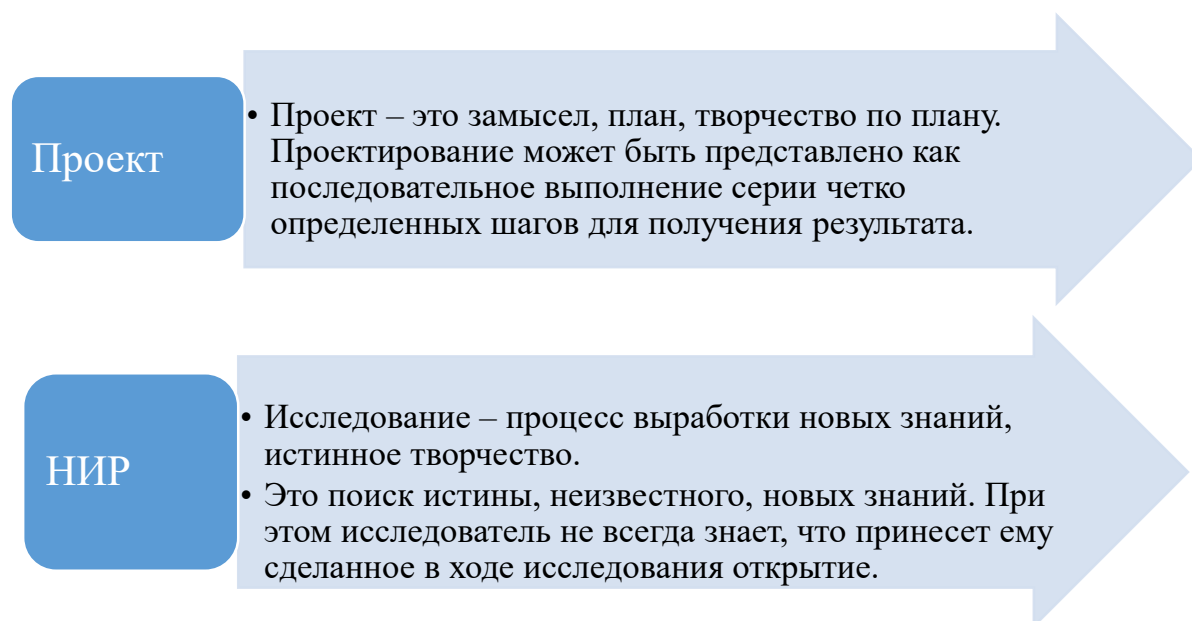 Проект
• Проект – это замысел, план, творчество по плану.
Проектирование может быть представлено как
последовательное выполнение серии четко
определенных шагов для получения результата.
НИР
• Исследование – процесс выработки новых знаний,
истинное творчество.
• Это поиск истины, неизвестного, новых знаний. При
этом исследователь не всегда знает, что принесет ему
сделанное в ходе исследования открытие.